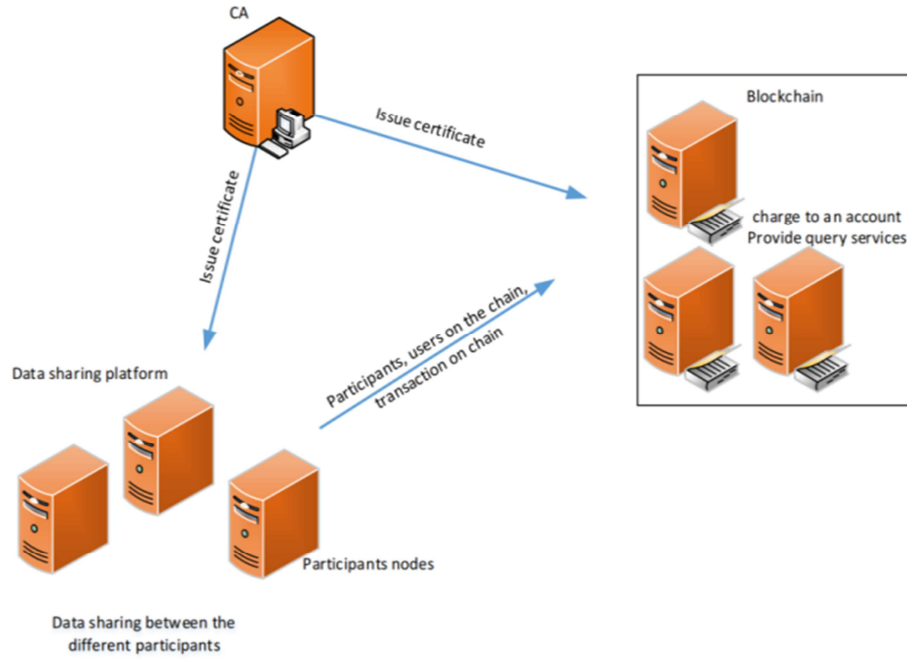 CA
Issue certificate
Blockchain
charge to an account
Provide query services
Issue certificate
Participants, users on the chain,
transaction on chain
Data sharing platform
Participants nodes
Data sharing between the
different participants